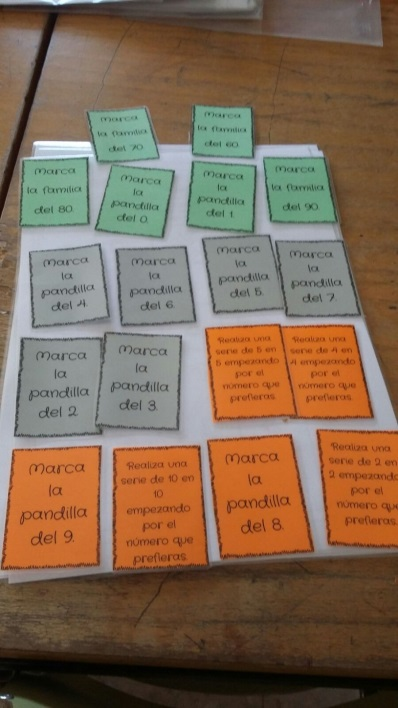 Marca
la familia
del 70.
Marca
la familia
del 60.
Marca
la familia
del 80.
Marca
la
pandilla
del 0.
Marca
la
pandilla
del 1.
Marca
la familia
del 90.
Marca
la
pandilla
del 4.
Marca
la
pandilla
del 6.
Marca
la
pandilla
del 5.
Marca
la
pandilla
del 7.
Marca
la
pandilla
del 2.
Marca
la
pandilla
del 3.
Realiza una
serie de 5 en
5 empezando
por el
número que
prefieras.
Realiza una
serie de 4 en
4 empezando
por el
número que
prefieras.
Marca
la
pandilla
del 9.
Realiza una
serie de 10 en
10
empezando
por el
número que
prefieras.
Marca
la
pandilla
del 8.
Realiza una
serie de 2 en
2 empezando
por el
número que
prefieras.